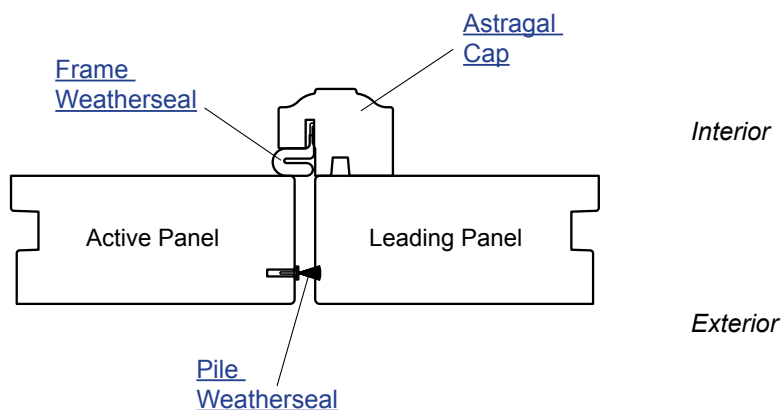 Astragal
Cap
Frame
Weatherseal
Interior
Active Panel
Leading Panel
Exterior
Pile
Weatherseal